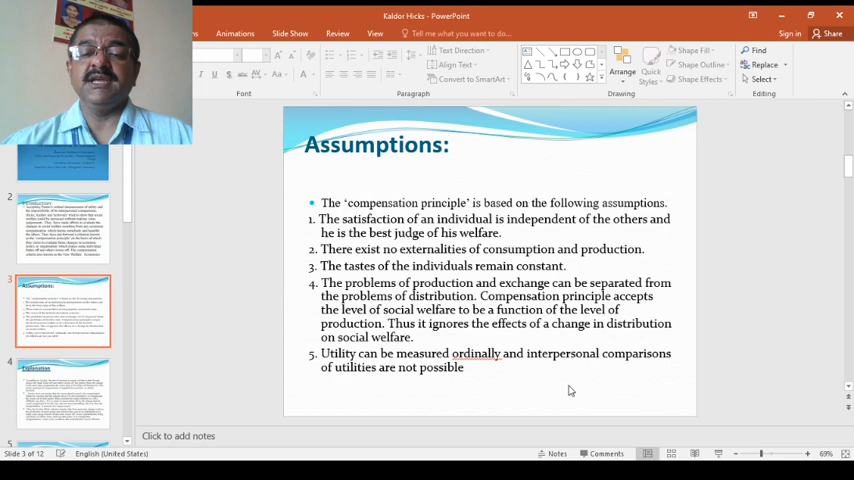 Kaldor Hicks - PowerPoint
Animations Slide Show Review View Tell me what you want to do... Sign in Share
Text Direction
Align Text
Convert to SmartArt
Arrange Quick Styles
Shape Fill
Shape Outline
Shape Effects
Find
Replace
Select
Font Paragraph Drawing Editing
Assumptions:
The ‘compensation principle’ is based on the following assumptions.
1. The satisfaction of an individual is independent of the others and
he is the best judge of his welfare.
2. There exist no externalities of consumption and production.
3. The tastes of the individuals remain constant.
4. The problems of production and exchange can be separated from
the problems of distribution. Compensation principle accepts
the level of social welfare to be a function of the level of
production. Thus it ignores the effects of a change in distribution
on social welfare.
5. Utility can be measured ordinally and interpersonal comparisons
of utilities are not possible
2
3
Assumptions:
4
Explanation
5
Click to add notes
Slide 3 of 12 English (United States) Notes Comments 69%